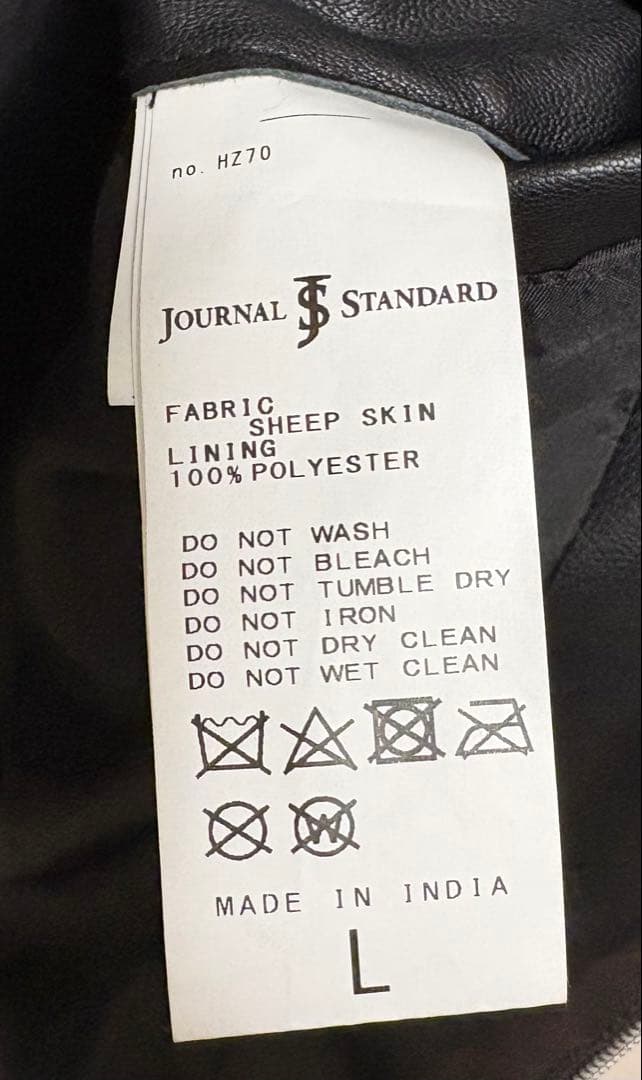 no. HZ70
JOURNAL JS STANDARD
FABRIC
SHEEP SKIN
LINING
100% POLYESTER
DO NOT WASH
DO NOT BLEACH
DO NOT TUMBLE DRY
DO NOT IRON
DO NOT DRY CLEAN
DO NOT WET CLEAN
W
MADE IN INDIA
L